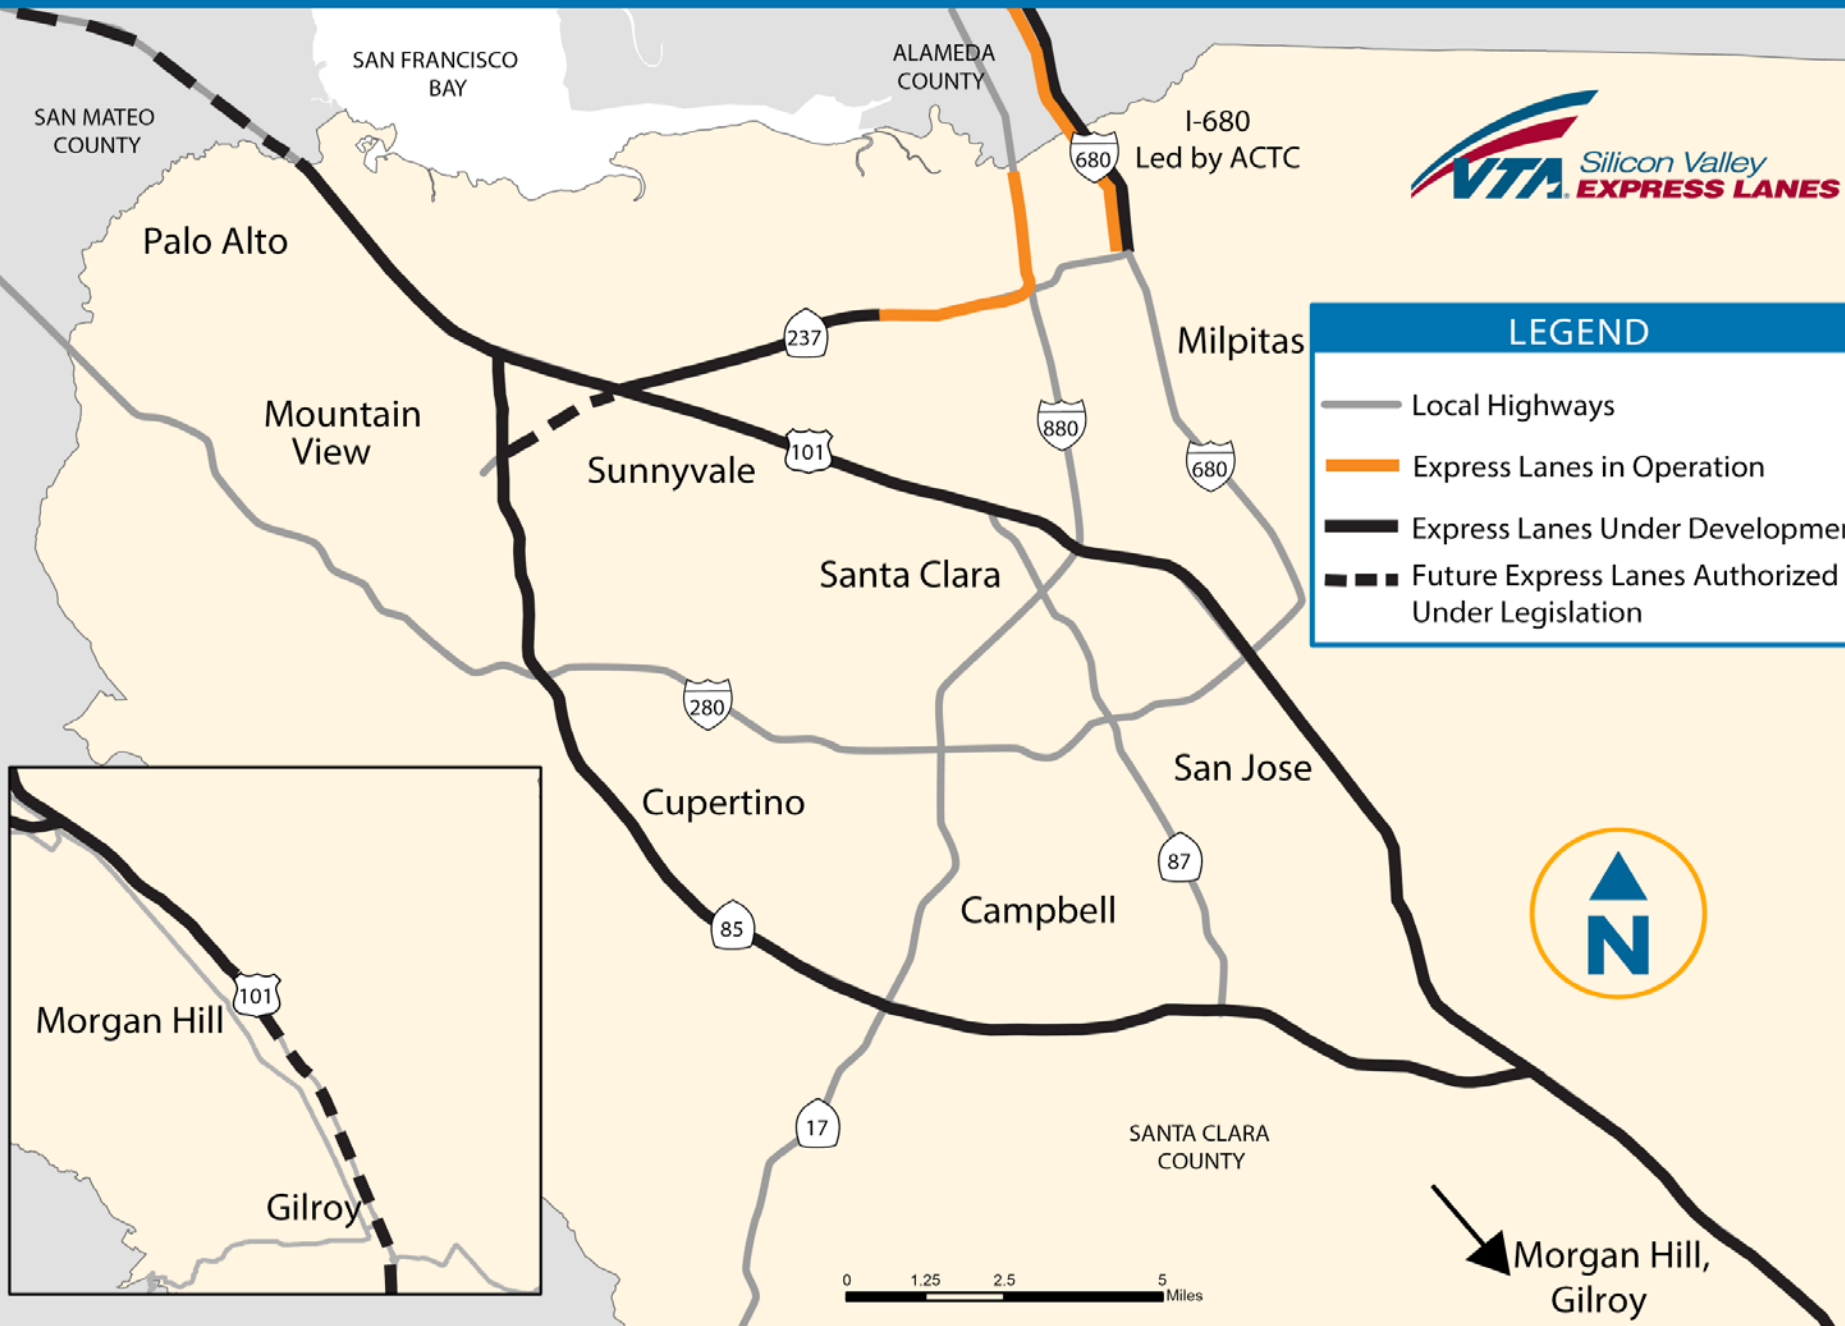 SAN FRANCISCO
BAY
ALAMEDA
COUNTY
SAN MATEO
COUNTY
I-680
Led by ACTC
680
VTA
Silicon Valley
EXPRESS LANES
Palo Alto
237
Milpitas
LEGEND
Local Highways
Express Lanes in Operation
Express Lanes Under Developmen
Future Express Lanes Authorized
Under Legislation
Mountain
View
880
101
Sunnyvale
680
Santa Clara
280
San Jose
Cupertino
87
85
Campbell
N
101
Morgan Hill
17
SANTA CLARA
COUNTY
Gilroy
Morgan Hill,
Gilroy
0 1.25 2.5 5
Miles